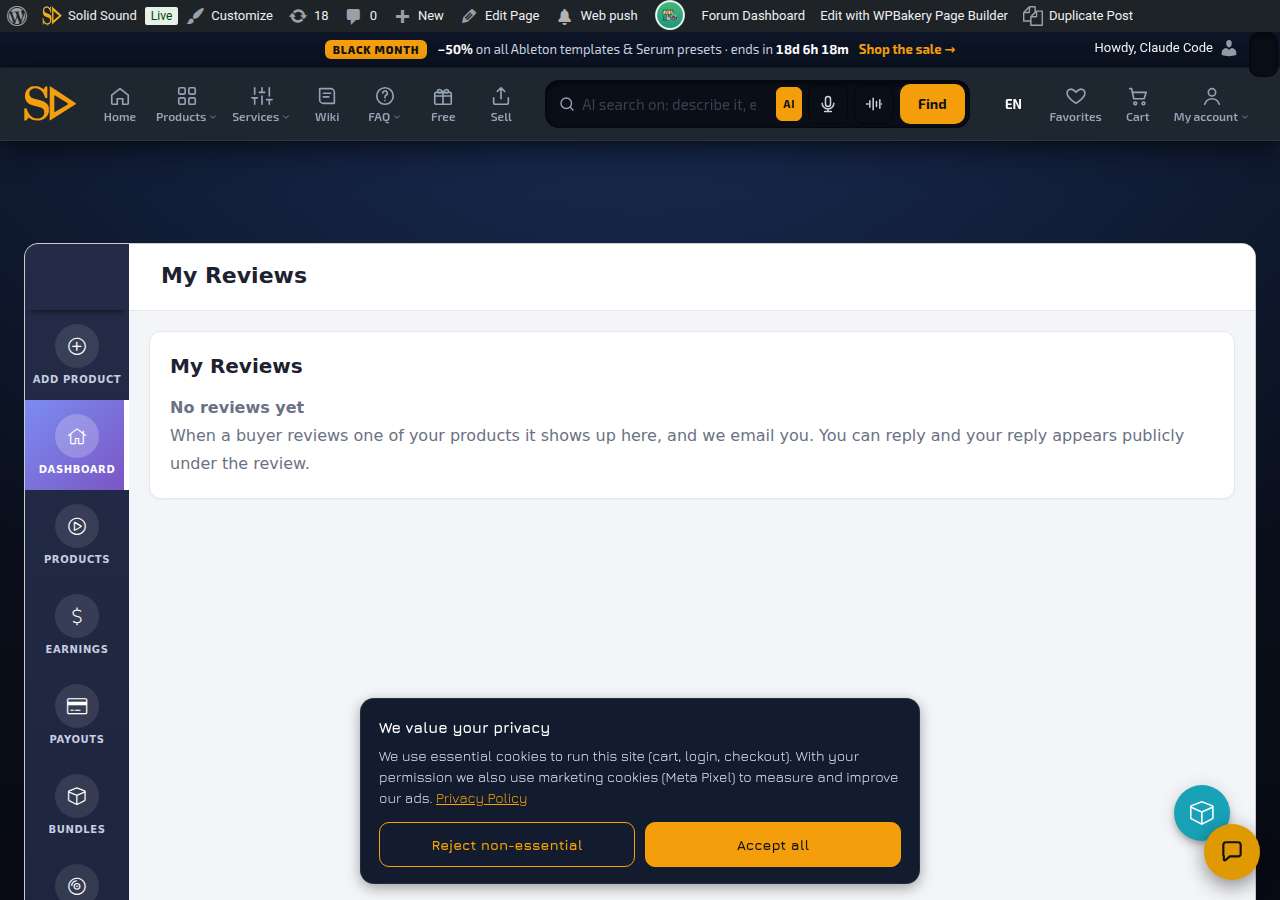 Solid Sound Live Customize 18 0 New Edit Page Web push Forum Dashboard Edit with WPBakery Page Builder Duplicate Post
BLACK MONTH −50% on all Ableton templates & Serum presets · ends in 18d 6h 18m Shop the sale →
Howdy, Claude Code
Home Products Services Wiki FAQ Free Sell
AI search on: describe it, e
AI
Find
EN
Favorites Cart My account
My Reviews
ADD PRODUCT
DASHBOARD
PRODUCTS
EARNINGS
PAYOUTS
BUNDLES
My Reviews
No reviews yet
When a buyer reviews one of your products it shows up here, and we email you. You can reply and your reply appears publicly
under the review.
We value your privacy
We use essential cookies to run this site (cart, login, checkout). With your
permission we also use marketing cookies (Meta Pixel) to measure and improve
our ads. Privacy Policy
Reject non-essential
Accept all